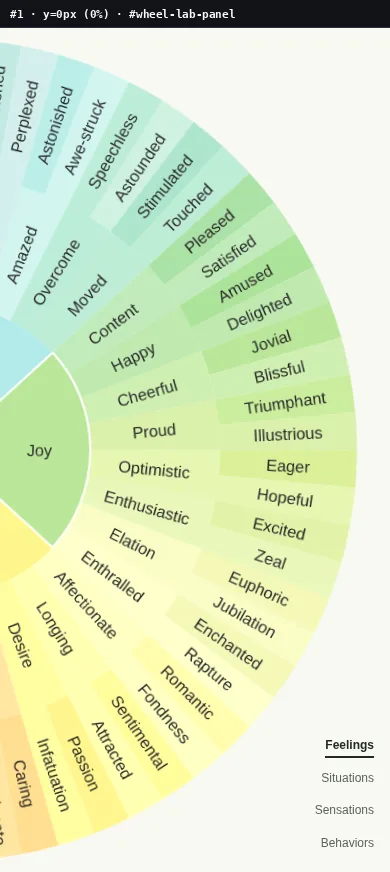 #1 · y=0px (0%) · #wheel-lab-panel
Perplexed
Astonished
Awe-struck
Speechless
Astounded
Stimulated
Touched
Pleased
Satisfied
Amused
Delighted
Jovial
Blissful
Triumphant
Illustrious
Eager
Hopeful
Excited
Zeal
Euphoric
Jubilation
Enchanted
Rapture
Romantic
Fondness
Sentimental
Attracted
Passion
Infatuation
Caring
Amazed
Overcome
Moved
Content
Happy
Cheerful
Proud
Optimistic
Enthusiastic
Elation
Enthralled
Affectionate
Longing
Desire
Joy
Feelings
Situations
Sensations
Behaviors